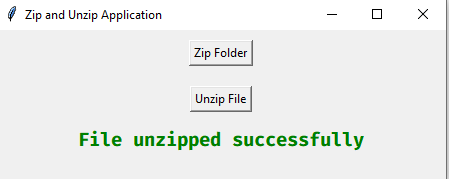 Zip and Unzip Application
Zip Folder
Unzip File
File unzipped successfully